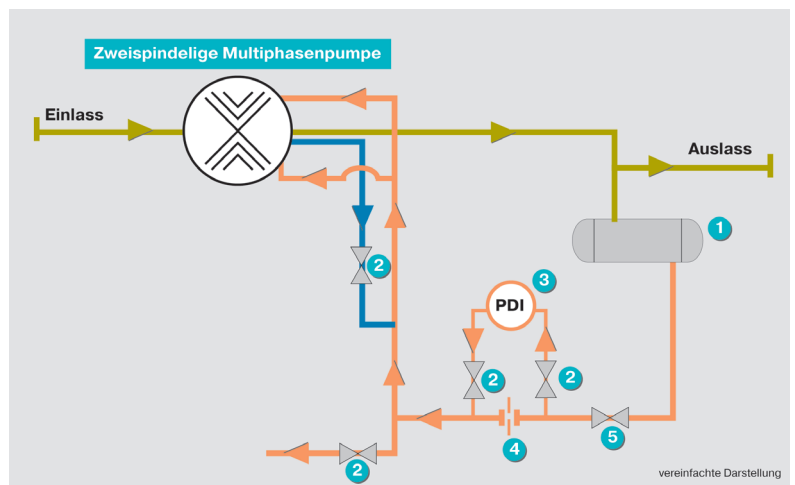 Zweispindelige Multiphasenpumpe
Einlass
Auslass
1
2
3
PDI
2
2
4
5
2
vereinfachte Darstellung